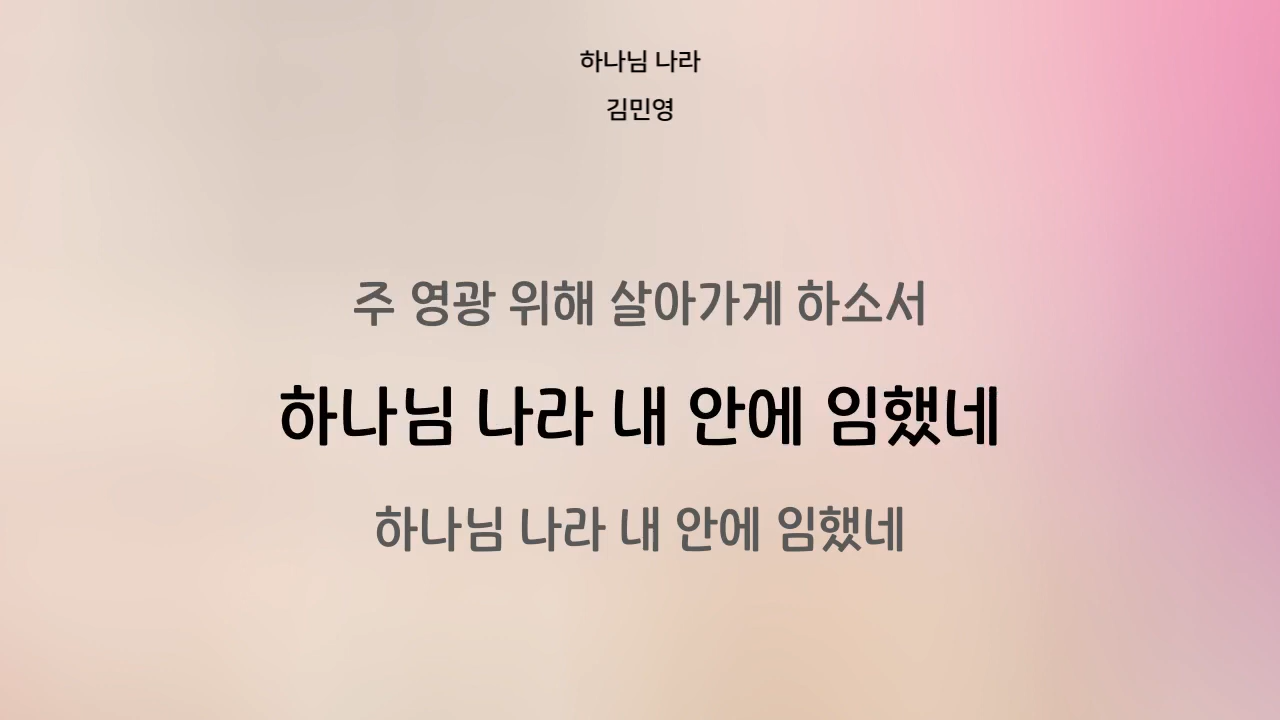 하나님 나라
김민영
주 영광 위해 살아가게 하소서
하나님 나라 내 안에 임했네
하나님 나라 내 안에 임했네